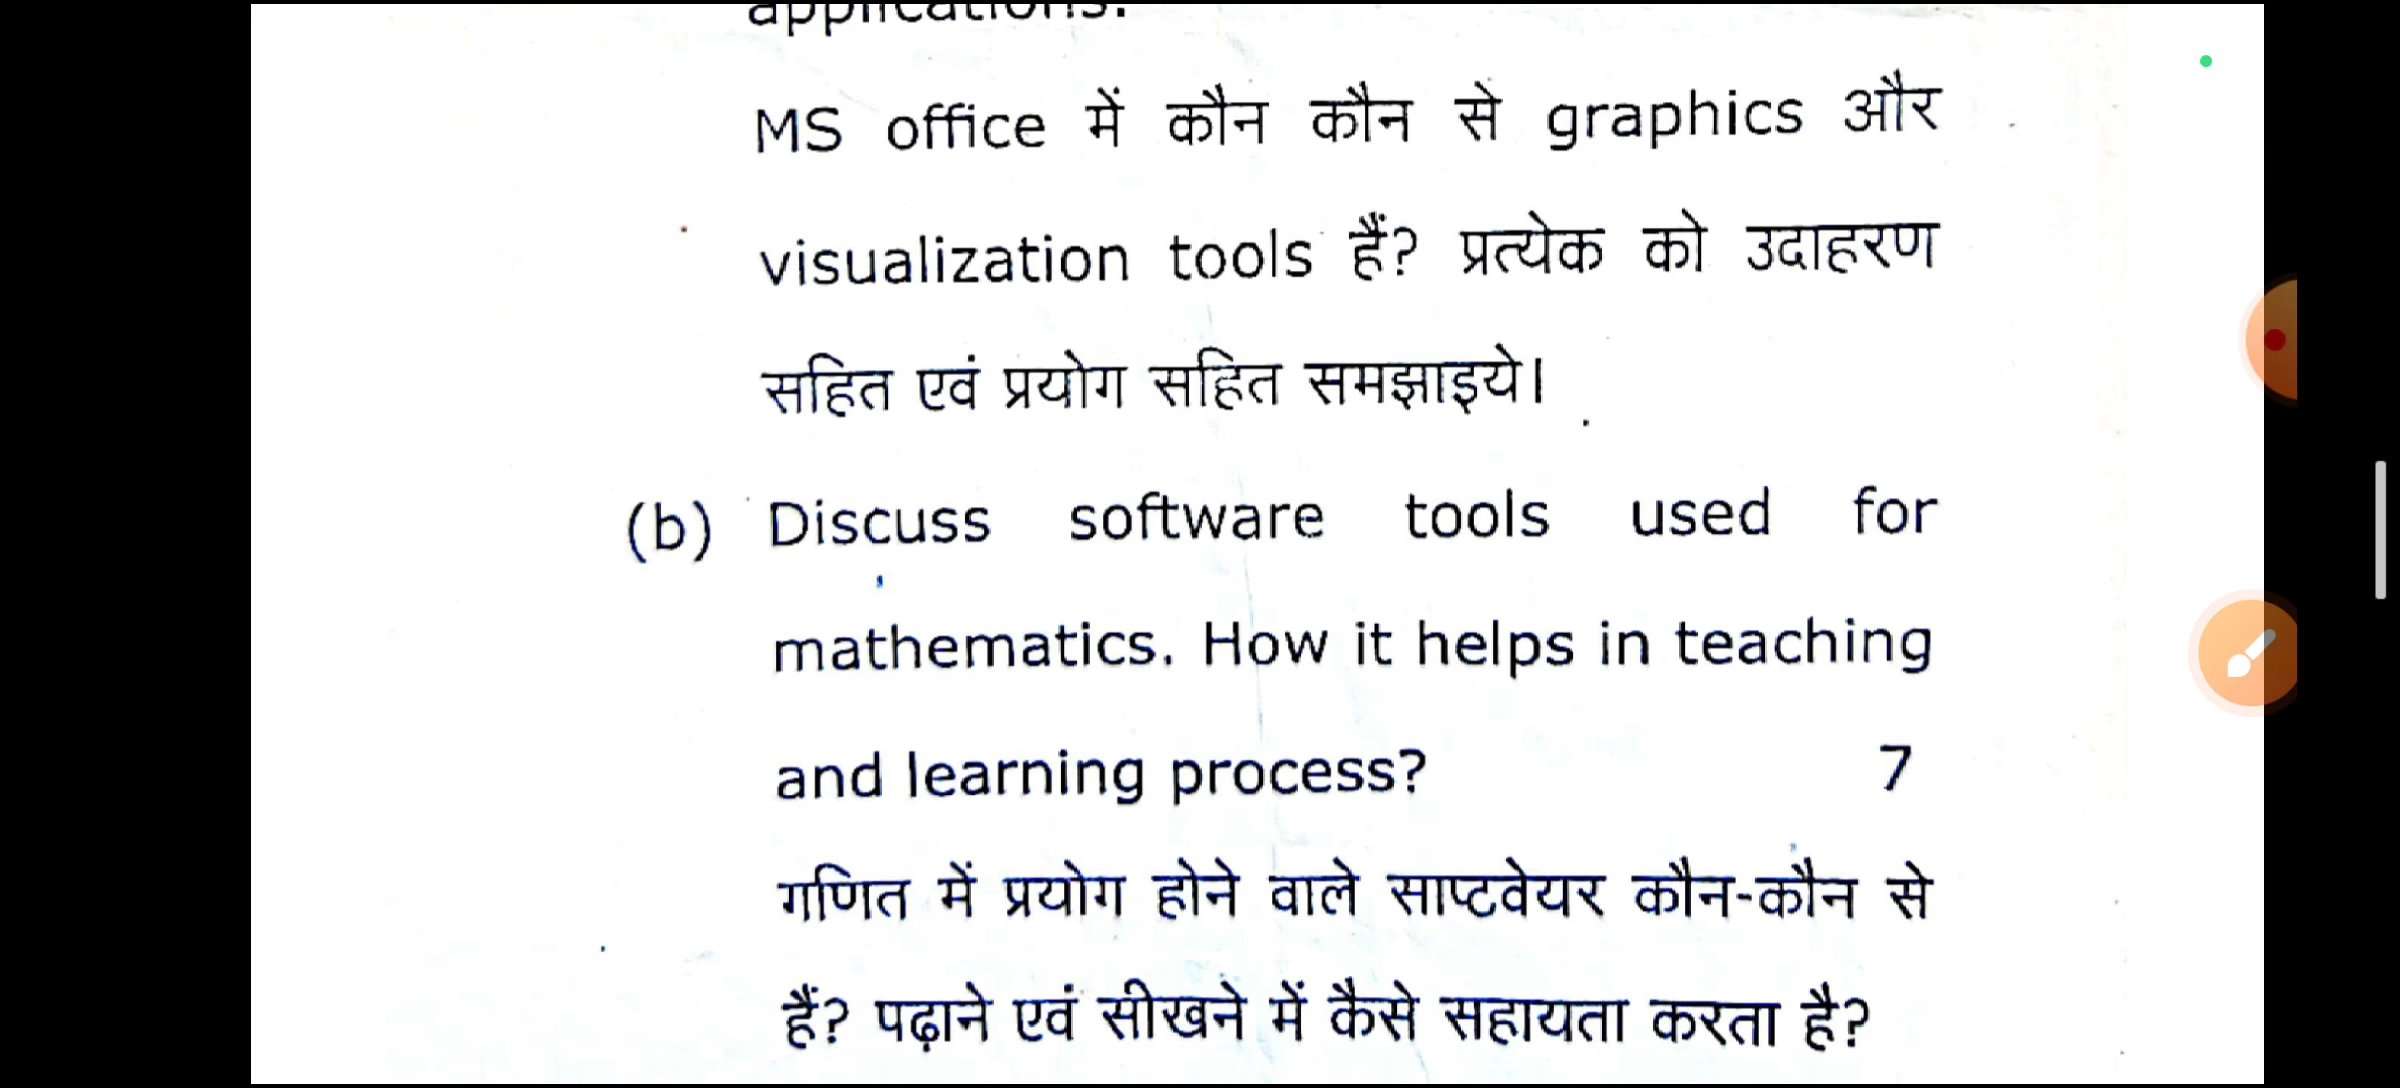 applications.
MS office में कौन कौन से graphics और
visualization tools हैं? प्रत्येक को उदाहरण
सहित एवं प्रयोग सहित समझाइये।
(b) Discuss software tools used for
mathematics. How it helps in teaching
and learning process? 7
गणित में प्रयोग होने वाले साप्टवेयर कौन-कौन से
हैं? पढ़ाने एवं सीखने में कैसे सहायता करता है?